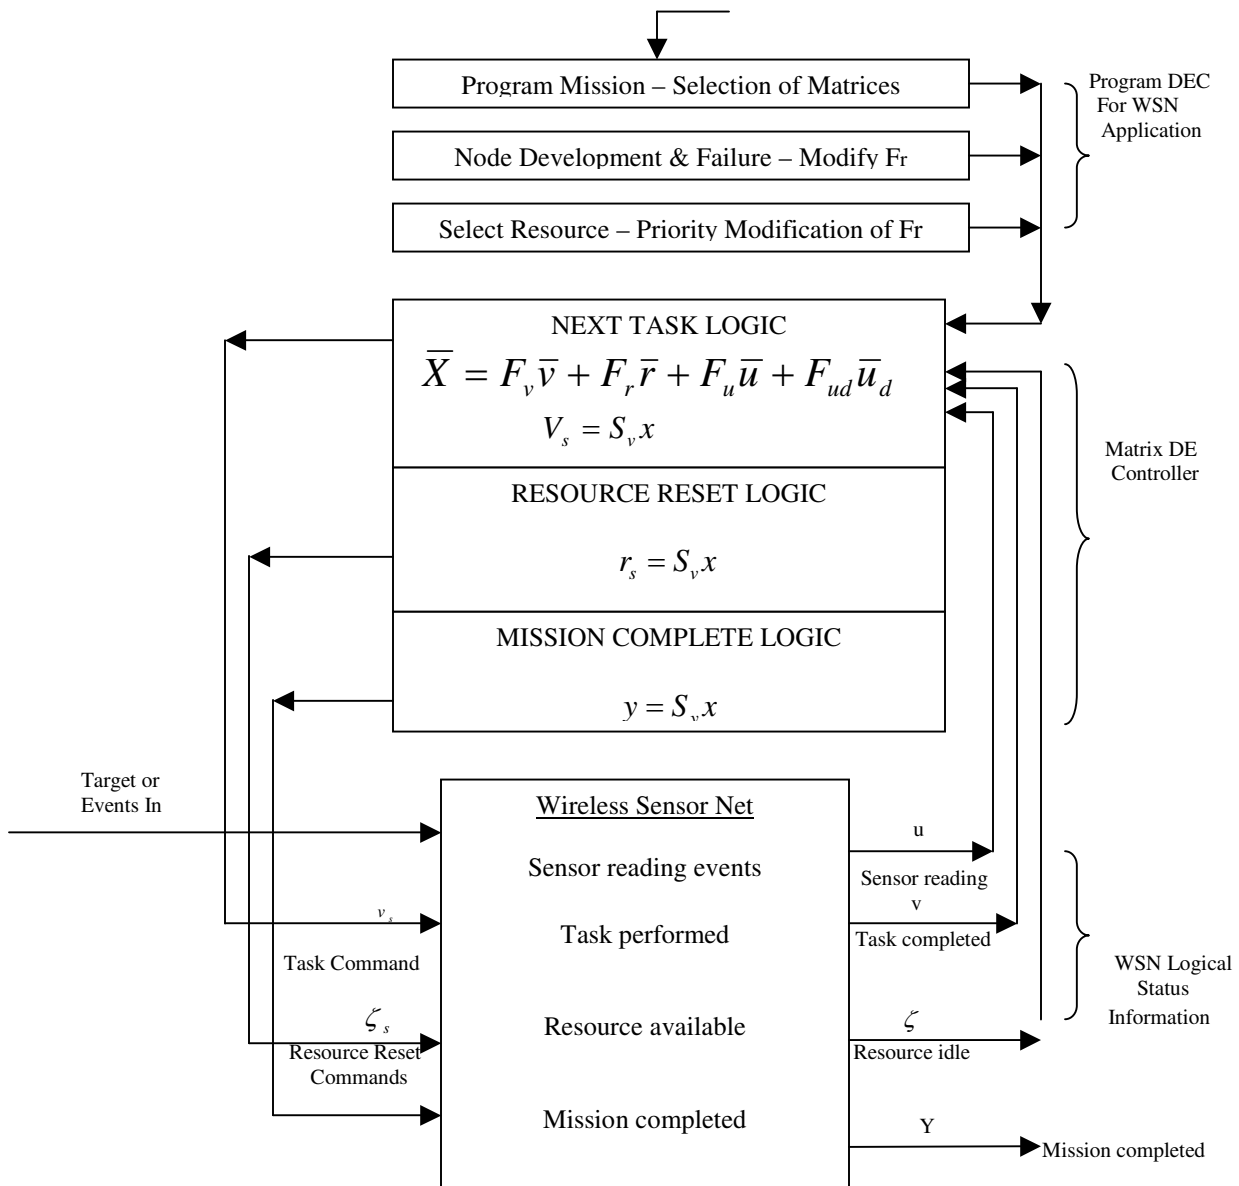 Program Mission – Selection of Matrices
Node Development & Failure – Modify Fr
Select Resource – Priority Modification of Fr
Program DEC
For WSN
Application
NEXT TASK LOGIC
X̅ = F_v v̅ + F_r r̅ + F_u u̅ + F_ud u̅_d
V_s = S_v x
RESOURCE RESET LOGIC
r_s = S_v x
MISSION COMPLETE LOGIC
y = S_v x
Matrix DE
Controller
Target or
Events In
Wireless Sensor Net
Sensor reading events
Task performed
Resource available
Mission completed
v_s
Task Command
ζ_s
Resource Reset
Commands
u
Sensor reading
v
Task completed
ζ
Resource idle
Y
Mission completed
WSN Logical
Status
Information